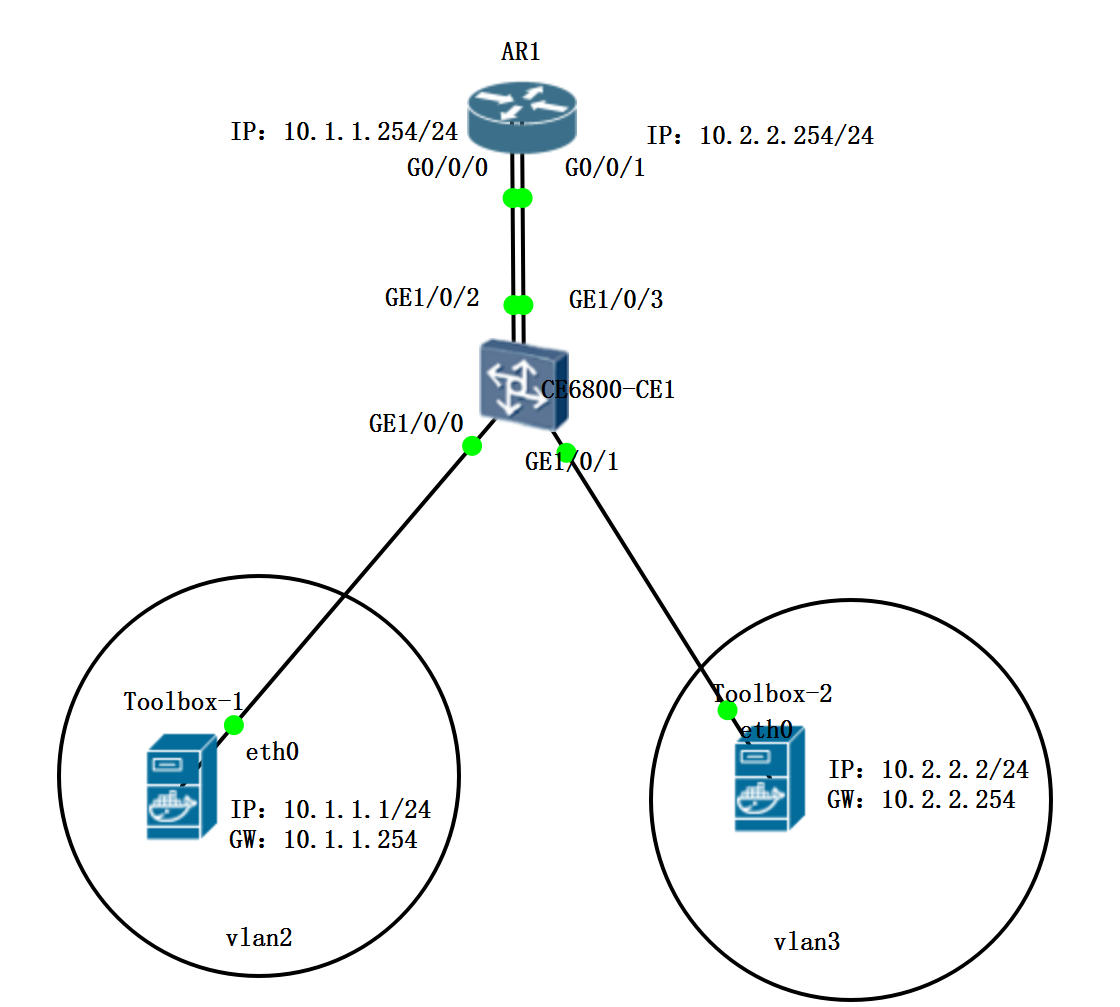 AR1
IP：10.1.1.254/24
IP：10.2.2.254/24
G0/0/0
G0/0/1
GE1/0/2
GE1/0/3
CE6800-CE1
GE1/0/0
GE1/0/1
Toolbox-1
eth0
IP：10.1.1.1/24
GW：10.1.1.254
vlan2
Toolbox-2
eth0
IP：10.2.2.2/24
GW：10.2.2.254
vlan3